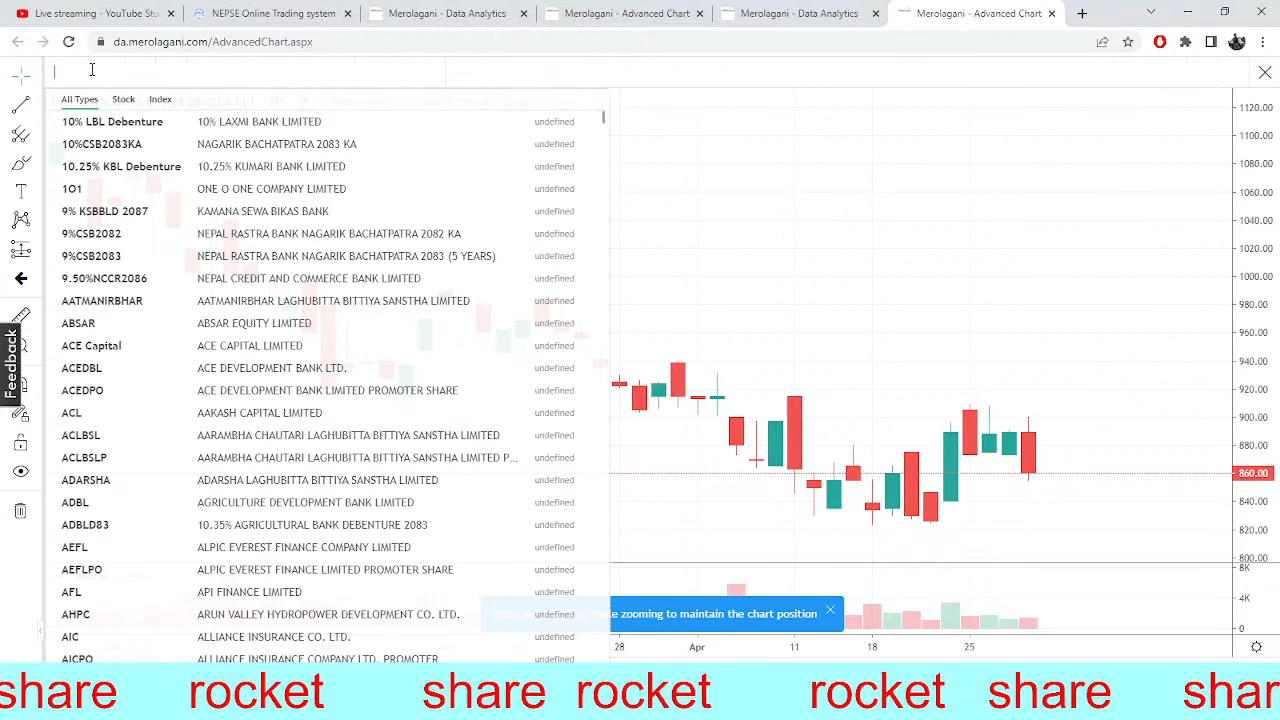 Live streaming - YouTube Stu
NEPSE Online Trading system
Merolagani - Data Analytics
Merolagani - Advanced Chart
Merolagani - Data Analytics
Merolagani - Advanced Chart
da.merolagani.com/AdvancedChart.aspx
All Types Stock Index
10% LBL Debenture 10% LAXMI BANK LIMITED undefined
10%CSB2083KA NAGARIK BACHATPATRA 2083 KA undefined
10.25% KBL Debenture 10.25% KUMARI BANK LIMITED undefined
1O1 ONE O ONE COMPANY LIMITED undefined
9% KSBBLD 2087 KAMANA SEWA BIKAS BANK undefined
9%CSB2082 NEPAL RASTRA BANK NAGARIK BACHATPATRA 2082 KA undefined
9%CSB2083 NEPAL RASTRA BANK NAGARIK BACHATPATRA 2083 (5 YEARS) undefined
9.50%NCCR2086 NEPAL CREDIT AND COMMERCE BANK LIMITED undefined
AATMANIRBHAR AATMANIRBHAR LAGHUBITTA BITTIYA SANSTHA LIMITED undefined
ABSAR ABSAR EQUITY LIMITED undefined
ACE Capital ACE CAPITAL LIMITED undefined
ACEDBL ACE DEVELOPMENT BANK LTD. undefined
ACEDPO ACE DEVELOPMENT BANK LIMITED PROMOTER SHARE undefined
ACL AAKASH CAPITAL LIMITED undefined
ACLBSL AARAMBHA CHAUTARI LAGHUBITTA BITTIYA SANSTHA LIMITED undefined
ACLBSLP AARAMBHA CHAUTARI LAGHUBITTA BITTIYA SANSTHA LIMITED P... undefined
ADARSHA ADARSHA LAGHUBITTA BITTIYA SANSTHA LIMITED undefined
ADBL AGRICULTURE DEVELOPMENT BANK LIMITED undefined
ADBLD83 10.35% AGRICULTURAL BANK DEBENTURE 2083 undefined
AEFL ALPIC EVEREST FINANCE COMPANY LIMITED undefined
AEFLPO ALPIC EVEREST FINANCE LIMITED PROMOTER SHARE undefined
AFL API FINANCE LIMITED undefined
AHPC ARUN VALLEY HYDROPOWER DEVELOPMENT CO. LTD. undefined
AIC ALLIANCE INSURANCE CO. LTD. undefined
AICPO ALLIANCE INSURANCE COMPANY LTD. PROMOTER undefined
Feedback
1120.00
1100.00
1080.00
1060.00
1040.00
1020.00
1000.00
980.00
960.00
940.00
920.00
900.00
880.00
860.00
840.00
820.00
800.00
8K
4K
0
zooming to maintain the chart position
28 Apr 11 18 25
share rocket share rocket rocket share shar